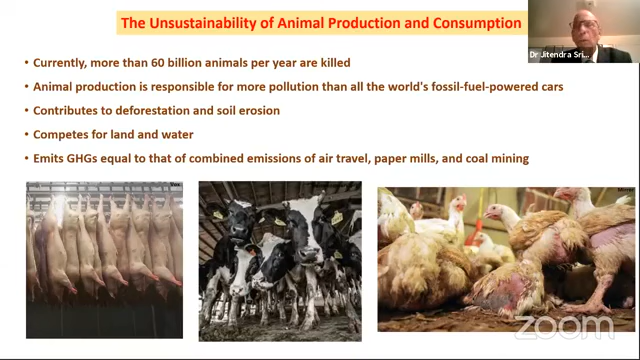 The Unsustainability of Animal Production and Consumption
Dr Jitendra Sri...
• Currently, more than 60 billion animals per year are killed
• Animal production is responsible for more pollution than all the world's fossil-fuel-powered cars
• Contributes to deforestation and soil erosion
• Competes for land and water
• Emits GHGs equal to that of combined emissions of air travel, paper mills, and coal mining
Vox
zoom